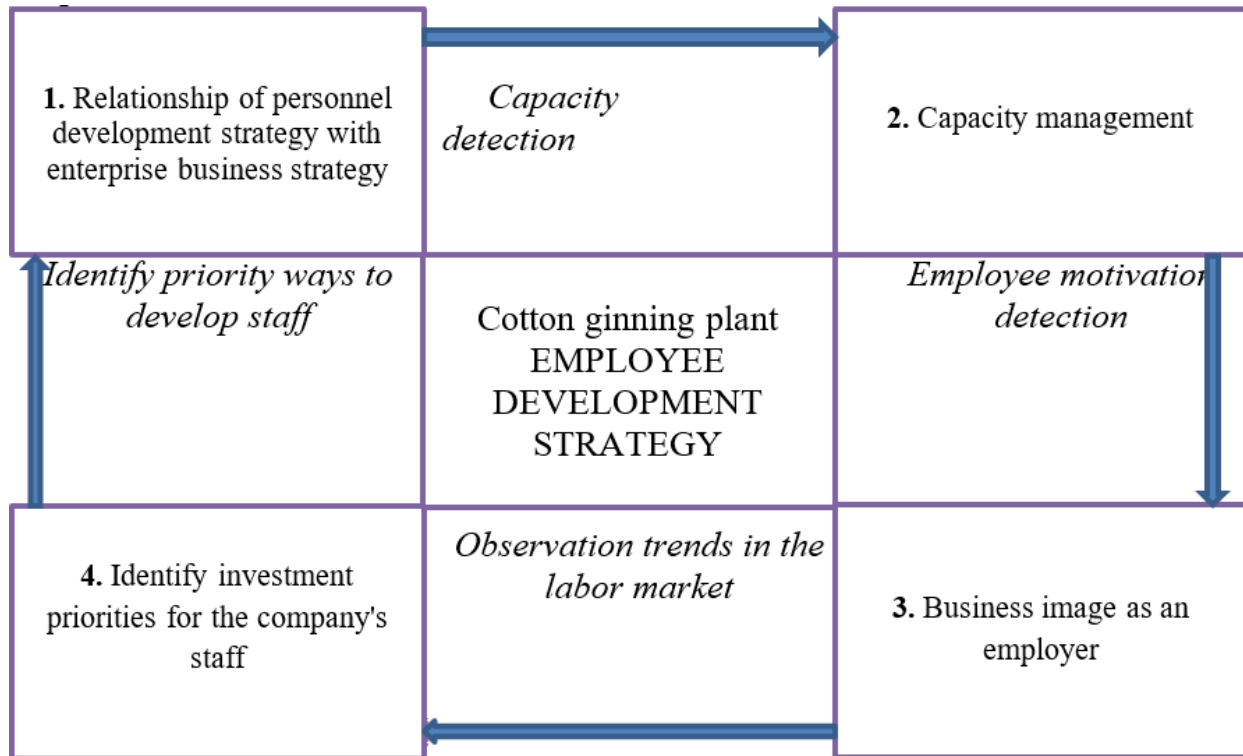 1. Relationship of personnel
development strategy with
enterprise business strategy
Capacity
detection
2. Capacity management
Identify priority ways to
develop staff
Cotton ginning plant
EMPLOYEE
DEVELOPMENT
STRATEGY
Employee motivation
detection
4. Identify investment
priorities for the company's
staff
Observation trends in the
labor market
3. Business image as an
employer